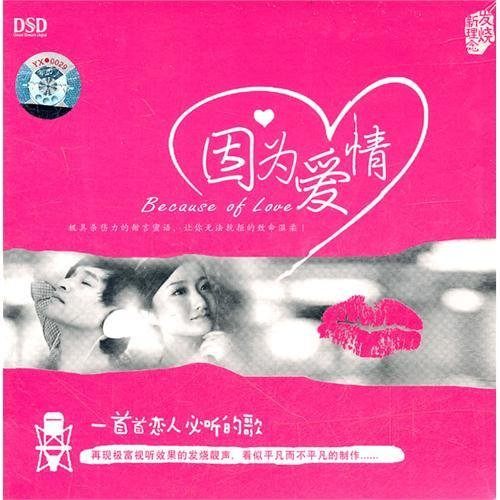 DSD
Direct Stream Digital
YX●0029
发烧
新理念
因为爱情
Because of Love
极具杀伤力的甜言蜜语,让你无法抗拒的致命温柔!
一首首恋人必听的歌
再现极富视听效果的发烧靓声,看似平凡而不平凡的制作……